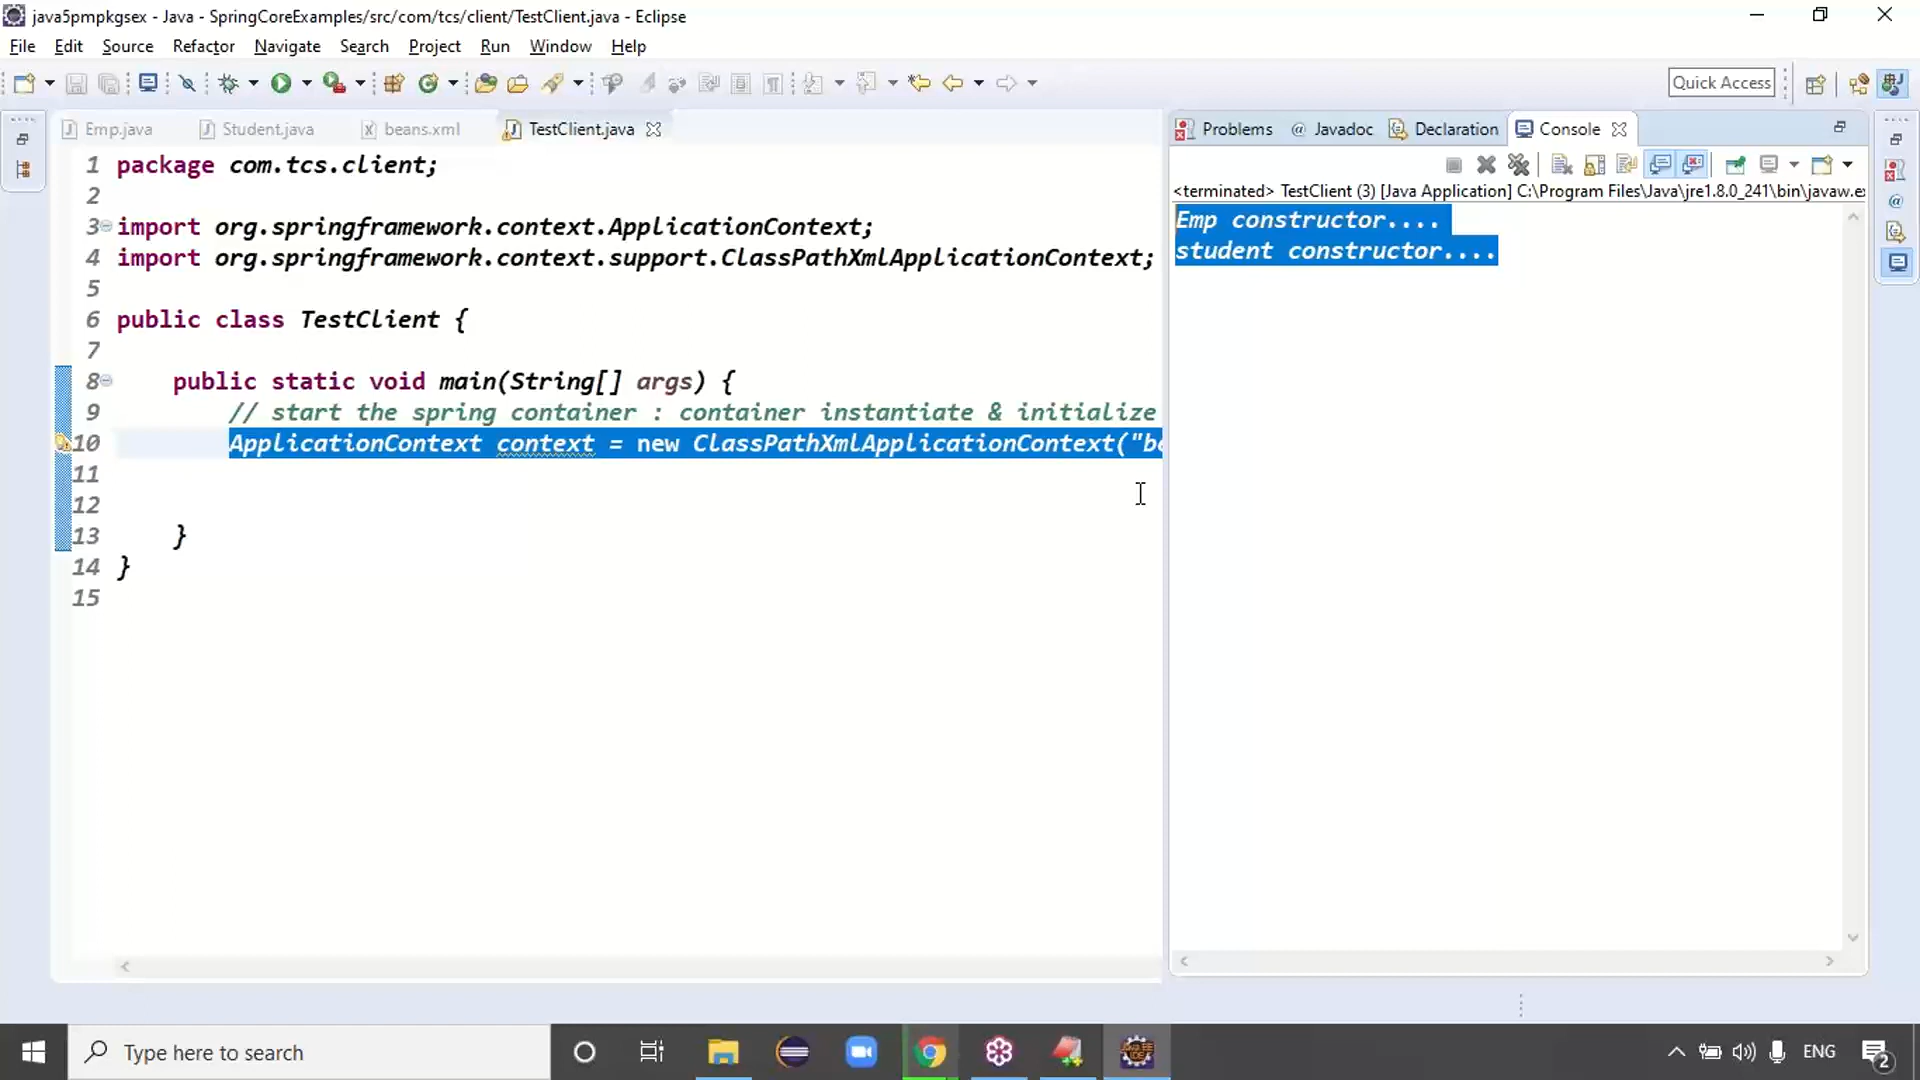 java5pmpkgsex - Java - SpringCoreExamples/src/com/tcs/client/TestClient.java - Eclipse
File Edit Source Refactor Navigate Search Project Run Window Help
Quick Access
Emp.java Student.java beans.xml TestClient.java
Problems Javadoc Declaration Console
<terminated> TestClient (3) [Java Application] C:\Program Files\Java\jre1.8.0_241\bin\javaw.ex
Emp constructor....
student constructor....
1 package com.tcs.client;
2
3 import org.springframework.context.ApplicationContext;
4 import org.springframework.context.support.ClassPathXmlApplicationContext;
5
6 public class TestClient {
7
8 public static void main(String[] args) {
9 // start the spring container : container instantiate & initialize
10 ApplicationContext context = new ClassPathXmlApplicationContext("be
11
12
13 }
14 }
15
Type here to search
ENG
2